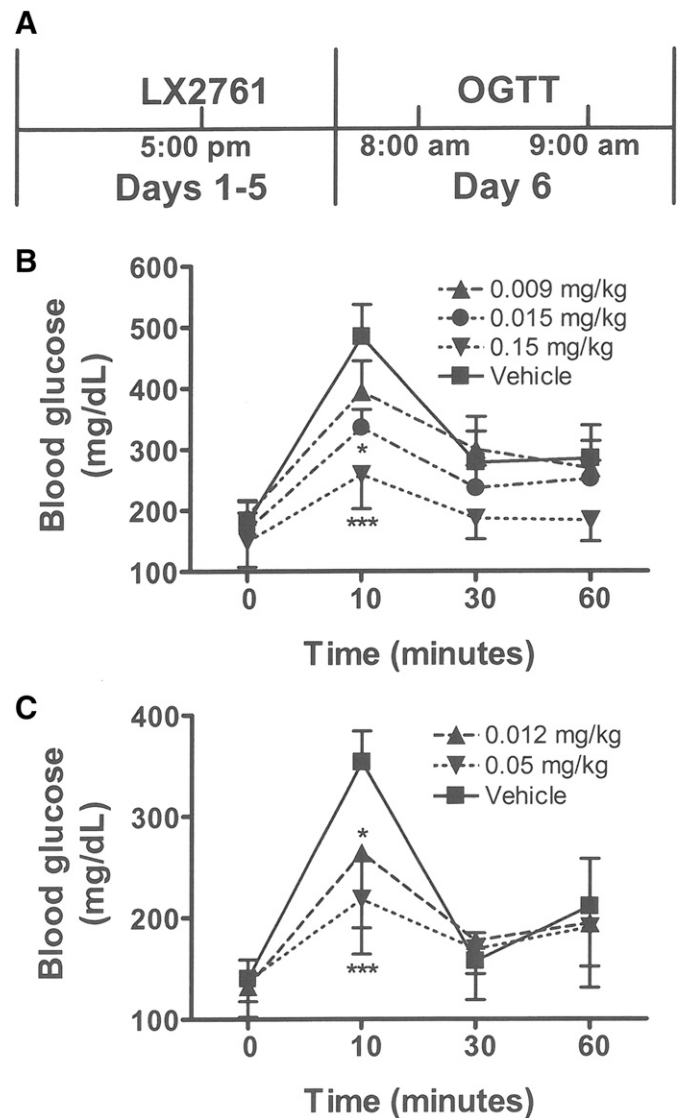 A
LX2761 OGTT
5:00 pm 8:00 am 9:00 am
Days 1-5 Day 6
B
600
500
400
300
200
100
Blood glucose
(mg/dL)
0.009 mg/kg
0.015 mg/kg
0.15 mg/kg
Vehicle
*
***
0 10 30 60
Time (minutes)
C
400
300
200
100
Blood glucose
(mg/dL)
0.012 mg/kg
0.05 mg/kg
Vehicle
*
***
0 10 30 60
Time (minutes)